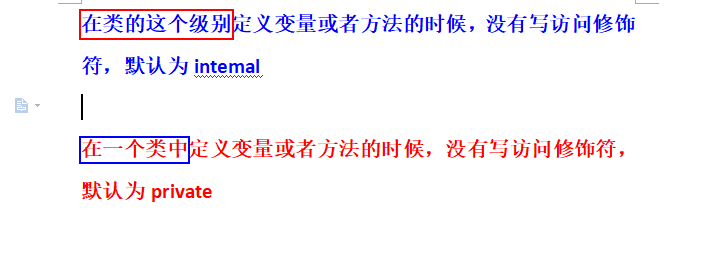 在类的这个级别定义变量或者方法的时候，没有写访问修饰
符，默认为 intemal
在一个类中定义变量或者方法的时候，没有写访问修饰符，
默认为 private